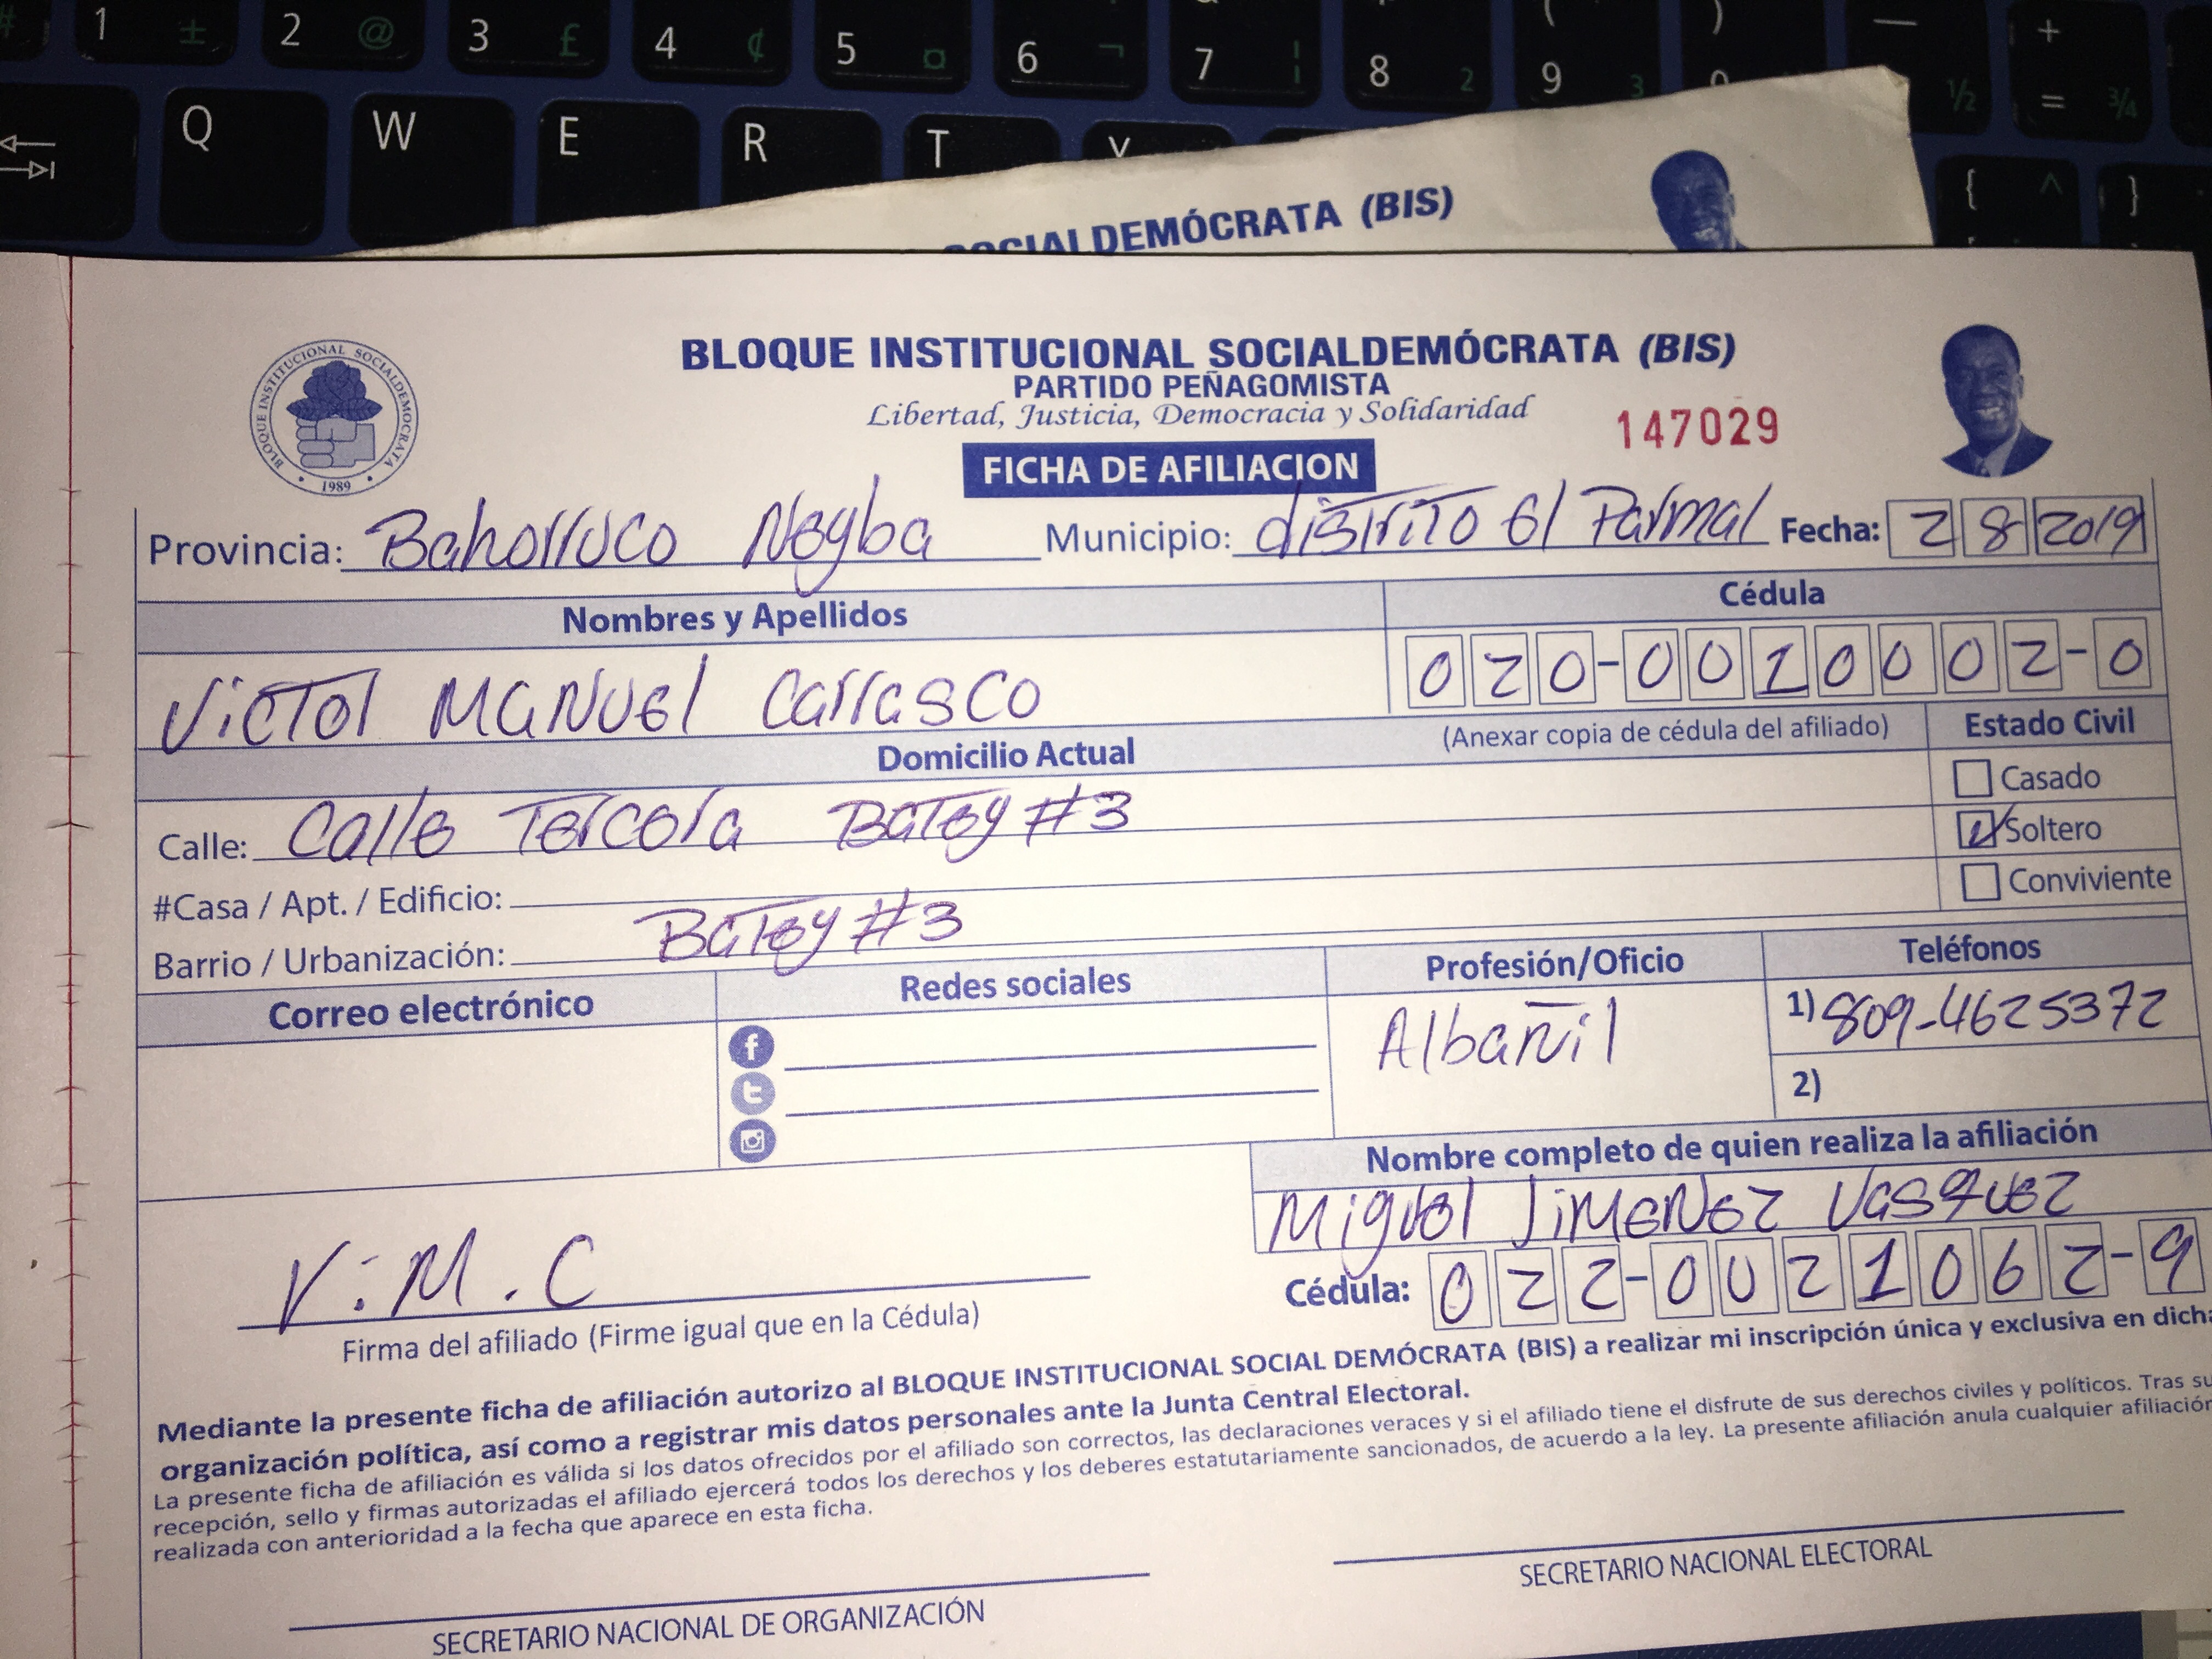 1 ± 2 @ 3 £ 4 ¢ 5 ¤ 6 ¬ 7 ¦ 8 2 9 3 ½ + = ¾
Q W E R T Y { ^ }
SOCIALDEMÓCRATA (BIS)
BLOQUE INSTITUCIONAL SOCIALDEMÓCRATA
1989
BLOQUE INSTITUCIONAL SOCIALDEMÓCRATA (BIS)
PARTIDO PEÑAGOMISTA
Libertad, Justicia, Democracia y Solidaridad
147029
FICHA DE AFILIACION
Provincia: Bahorruco Neyba Municipio: distrito El Parmal Fecha: 2 8 2019
Nombres y Apellidos Cédula
Victor Manuel Carrasco 020-0010002-0
Domicilio Actual (Anexar copia de cédula del afiliado) Estado Civil
Casado
Calle: Calle Tercera Batey #3 Soltero
#Casa / Apt. / Edificio: Conviviente
Barrio / Urbanización: Batey #3
Correo electrónico Redes sociales Profesión/Oficio Teléfonos
Albañil 1) 809-4625372
2)
Nombre completo de quien realiza la afiliación
Miguel Jimenez Vasquez
V.M.C Cédula: 022-0021062-9
Firma del afiliado (Firme igual que en la Cédula)
Mediante la presente ficha de afiliación autorizo al BLOQUE INSTITUCIONAL SOCIAL DEMÓCRATA (BIS) a realizar mi inscripción única y exclusiva en dicha
organización política, así como a registrar mis datos personales ante la Junta Central Electoral.
La presente ficha de afiliación es válida si los datos ofrecidos por el afiliado son correctos, las declaraciones veraces y si el afiliado tiene el disfrute de sus derechos civiles y políticos. Tras su
recepción, sello y firmas autorizadas el afiliado ejercerá todos los derechos y los deberes estatutariamente sancionados, de acuerdo a la ley. La presente afiliación anula cualquier afiliación
realizada con anterioridad a la fecha que aparece en esta ficha.
SECRETARIO NACIONAL DE ORGANIZACIÓN SECRETARIO NACIONAL ELECTORAL